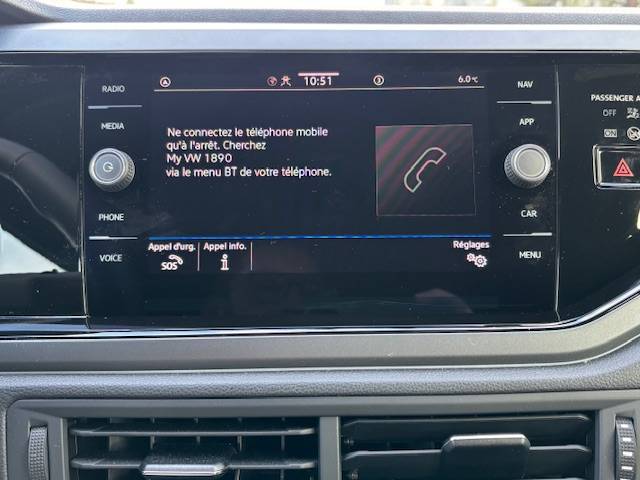 RADIO
MEDIA
PHONE
VOICE
10:51
6.0°C
Ne connectez le téléphone mobile
qu'à l'arrêt. Cherchez
My VW 1890
via le menu BT de votre téléphone.
Appel d'urg.
SOS
Appel info.
i
Réglages
NAV
APP
CAR
MENU
PASSENGER A
OFF
ON